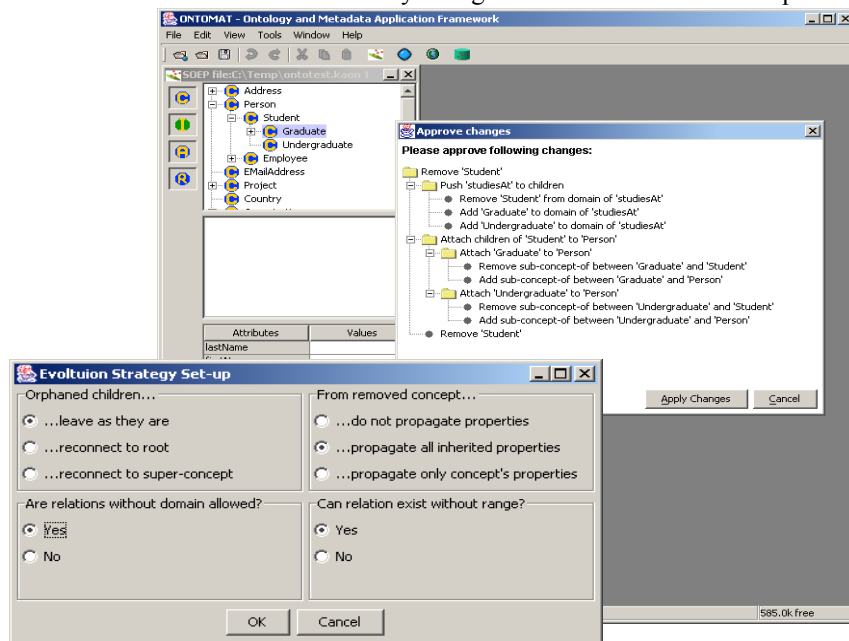 ONTOMAT - Ontology and Metadata Application Framework
File Edit View Tools Window Help
SOEP file:C:\Temp\ontotest.kaon
Address
Person
Student
Graduate
Undergraduate
Employee
EMailAddress
Project
Country
Attributes Values
lastName
Approve changes
Please approve following changes:
Remove 'Student'
Push 'studiesAt' to children
Remove 'Student' from domain of 'studiesAt'
Add 'Graduate' to domain of 'studiesAt'
Add 'Undergraduate' to domain of 'studiesAt'
Attach children of 'Student' to 'Person'
Attach 'Graduate' to 'Person'
Remove sub-concept-of between 'Graduate' and 'Student'
Add sub-concept-of between 'Graduate' and 'Person'
Attach 'Undergraduate' to 'Person'
Remove sub-concept-of between 'Undergraduate' and 'Student'
Add sub-concept-of between 'Undergraduate' and 'Person'
Remove 'Student'
Apply Changes Cancel
Evoltuion Strategy Set-up
Orphaned children...
...leave as they are
...reconnect to root
...reconnect to super-concept
From removed concept...
...do not propagate properties
...propagate all inherited properties
...propagate only concept's properties
Are relations without domain allowed?
Yes
No
Can relation exist without range?
Yes
No
OK Cancel
585.0k free